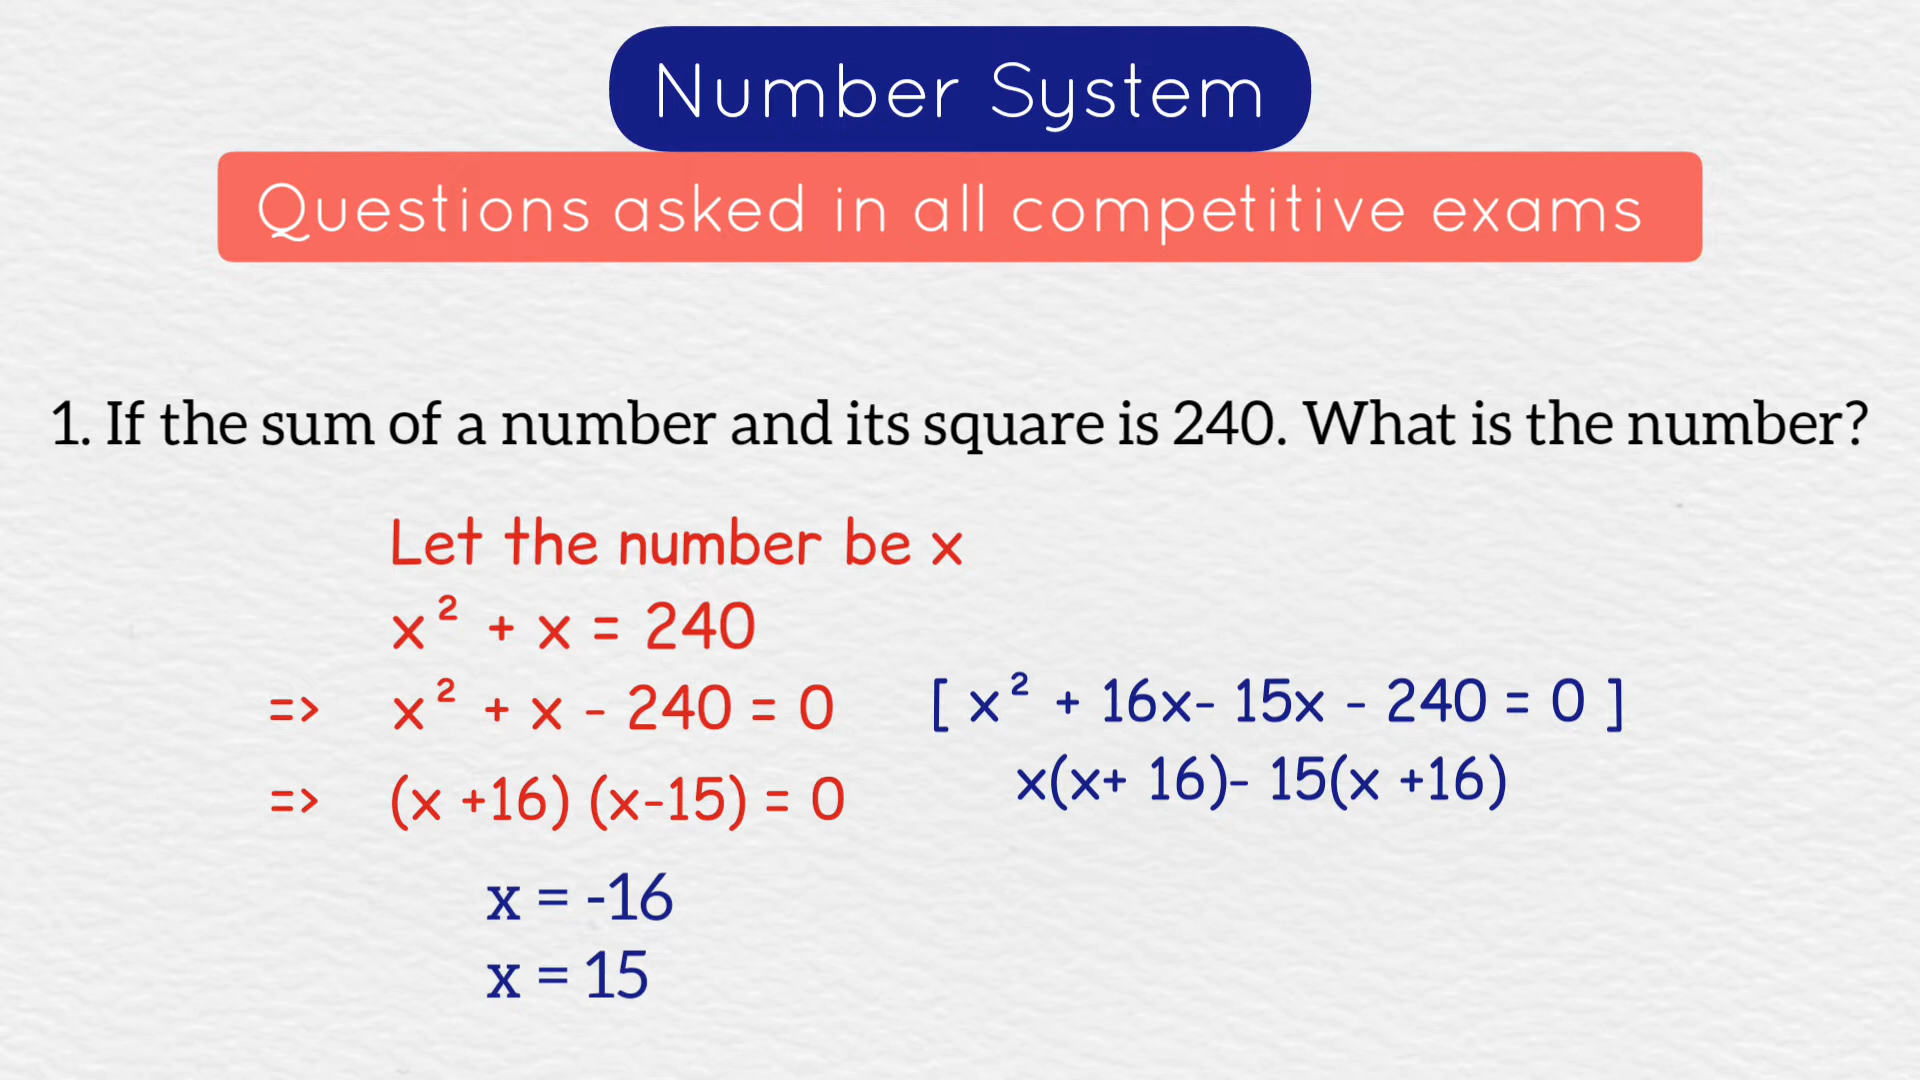 Number System
Questions asked in all competitive exams
1. If the sum of a number and its square is 240. What is the number?
Let the number be x
x² + x = 240
=> x² + x - 240 = 0 [ x² + 16x- 15x - 240 = 0 ]
=> (x +16) (x-15) = 0 x(x+ 16)- 15(x +16)
x = -16
x = 15